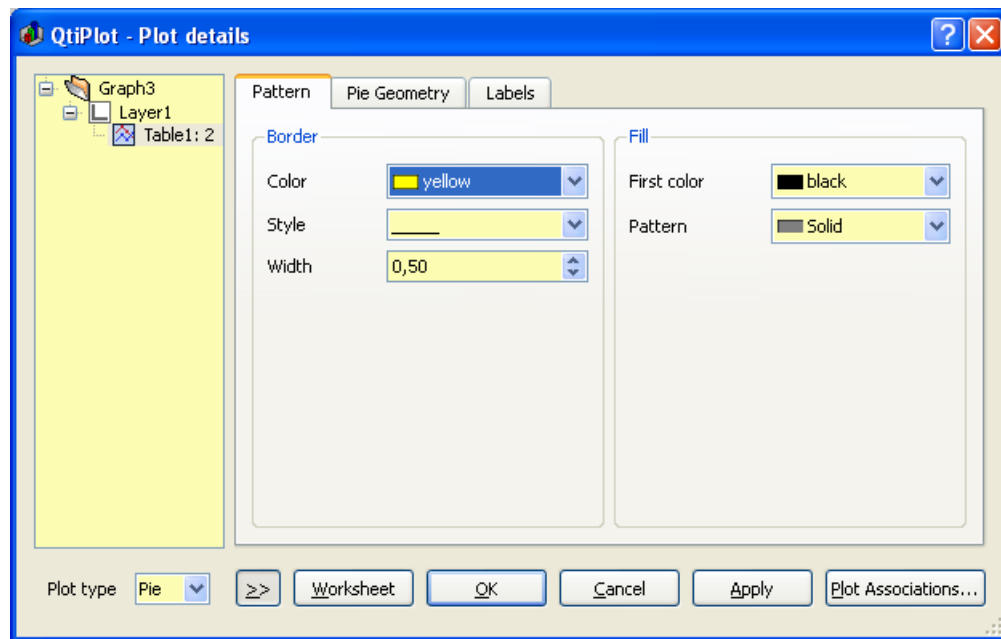 QtiPlot - Plot details
Graph3
Layer1
Table1: 2
Pattern Pie Geometry Labels
Border Fill
Color yellow First color black
Style Pattern Solid
Width 0,50
Plot type Pie >> Worksheet OK Cancel Apply Plot Associations...